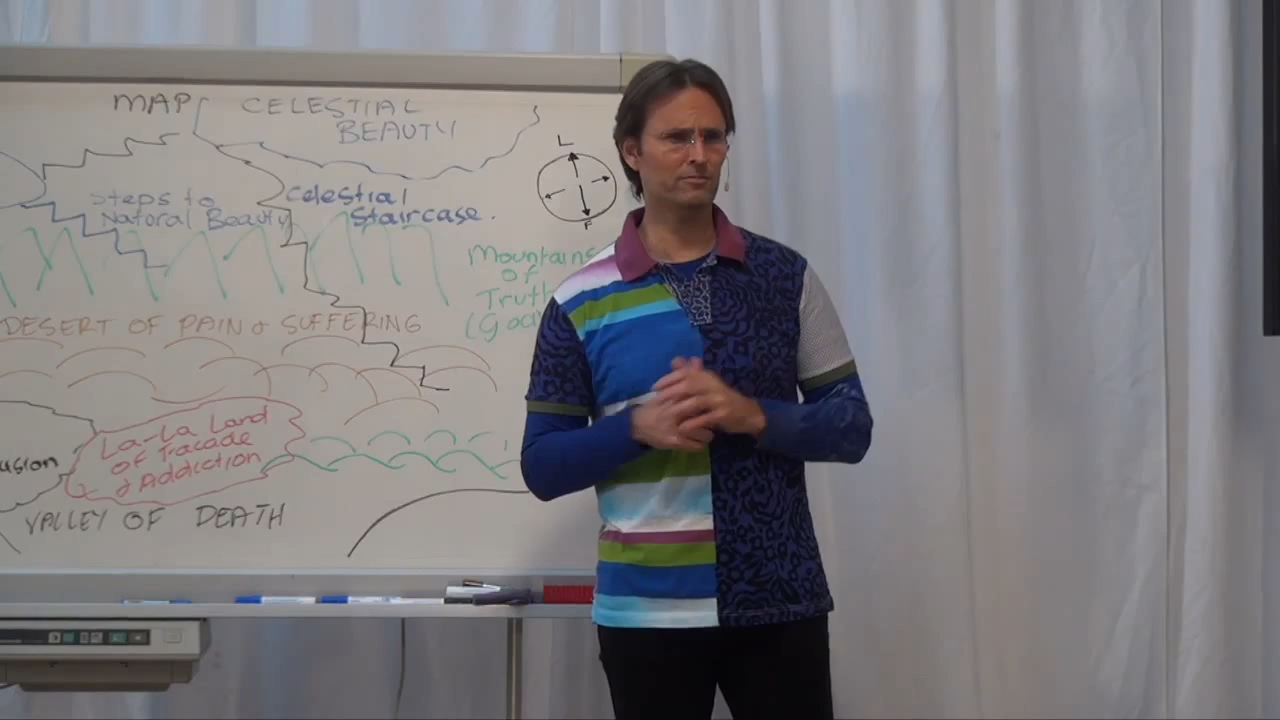 MAP
CELESTIAL
BEAUTY
L
F
Steps to
Natural Beauty
Celestial
Staircase.
Mountains
of
Truth
DESERT OF PAIN & SUFFERING
La-La Land
of Facade
& Addiction
VALLEY OF DEATH